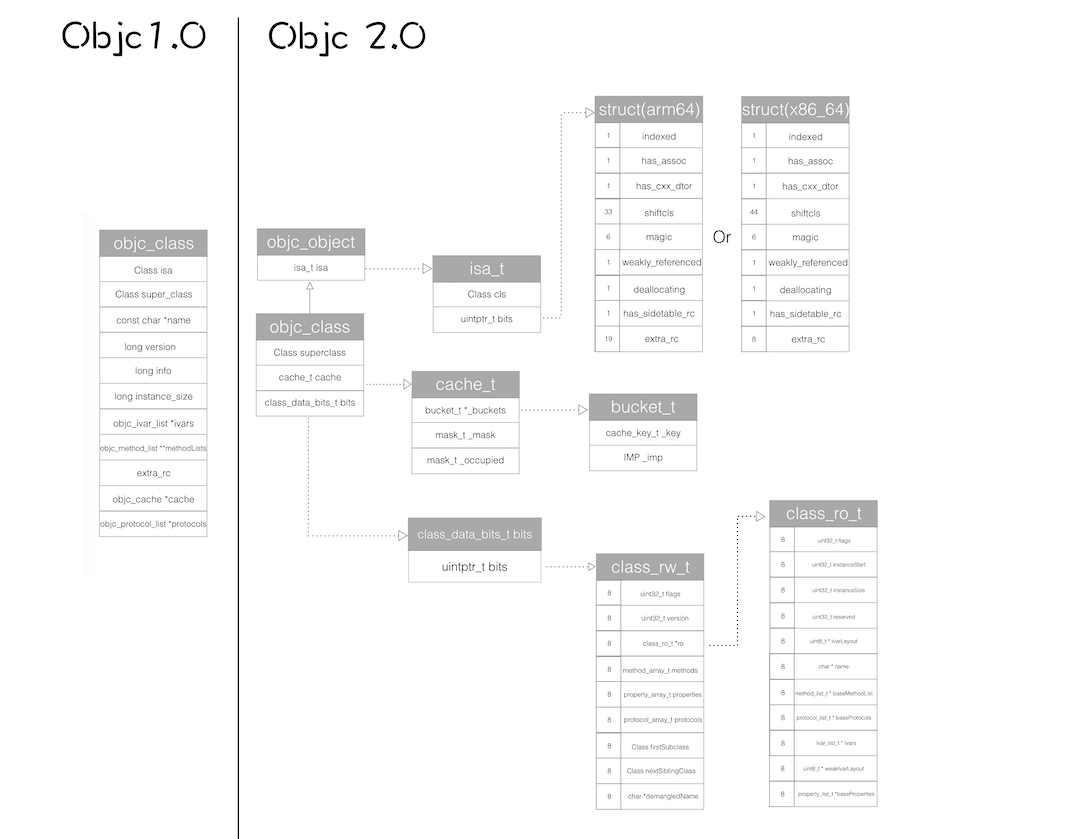 Objc1.0
Objc 2.0
objc_class
Class isa
Class super_class
const char *name
long version
long info
long instance_size
objc_ivar_list *ivars
objc_method_list **methodLists
extra_rc
objc_cache *cache
objc_protocol_list *protocols
objc_object
isa_t isa
objc_class
Class superclass
cache_t cache
class_data_bits_t bits
isa_t
Class cls
uintptr_t bits
struct(arm64)
1 indexed
1 has_assoc
1 has_cxx_dtor
33 shiftcls
6 magic
1 weakly_referenced
1 deallocating
1 has_sidetable_rc
19 extra_rc
Or
struct(x86_64)
1 indexed
1 has_assoc
1 has_cxx_dtor
44 shiftcls
6 magic
1 weakly_referenced
1 deallocating
1 has_sidetable_rc
8 extra_rc
cache_t
bucket_t *_buckets
mask_t _mask
mask_t _occupied
bucket_t
cache_key_t _key
IMP _imp
class_data_bits_t bits
uintptr_t bits
class_rw_t
8 uint32_t flags
8 uint32_t version
8 class_ro_t *ro
8 method_array_t methods
8 property_array_t properties
8 protocol_array_t protocols
8 Class firstSubclass
8 Class nextSiblingClass
8 char *demangledName
class_ro_t
8 uint32_t flags
8 uint32_t instanceStart
8 uint32_t instanceSize
8 uint32_t reserved
8 uint8_t * ivarLayout
8 char * name
8 method_list_t * baseMethodList
8 protocol_list_t * baseProtocols
8 ivar_list_t * ivars
8 uint8_t * weakIvarLayout
8 property_list_t *baseProperties